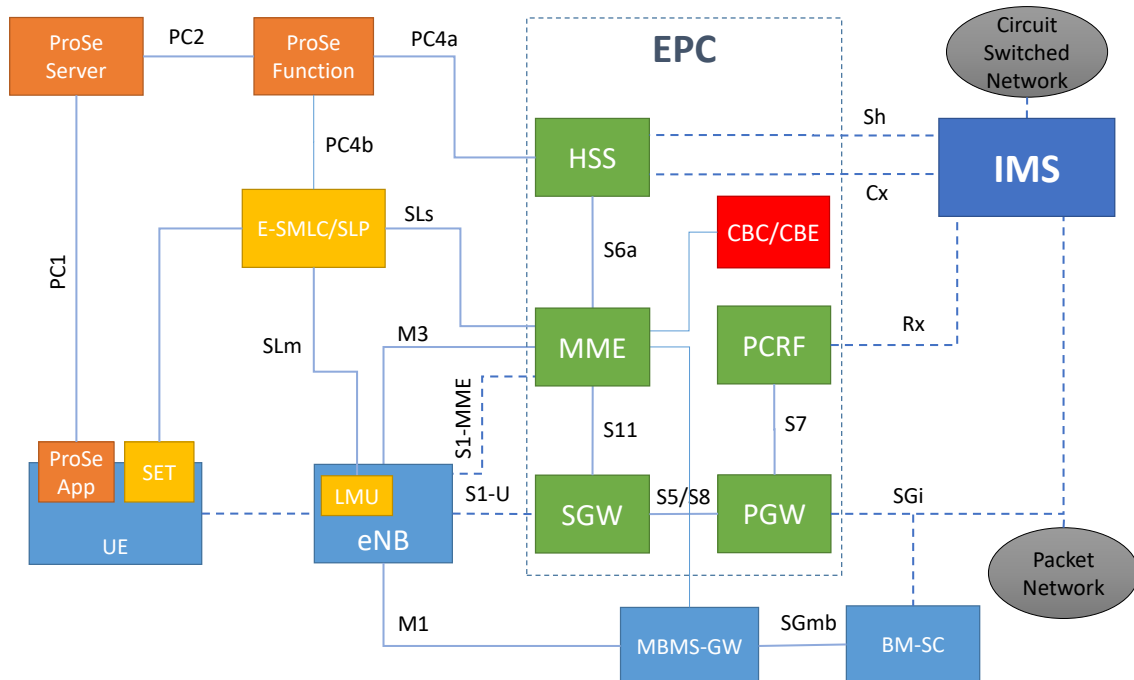 PC2
PC4a
ProSe
Server
ProSe
Function
EPC
Circuit
Switched
Network
Sh
PC4b
HSS
IMS
Cx
E-SMLC/SLP
SLs
CBC/CBE
S6a
PC1
SLm
M3
MME
PCRF
Rx
S1-MME
S11
S7
ProSe
App
SET
LMU
S1-U
S5/S8
SGi
SGW
PGW
UE
eNB
Packet
Network
M1
MBMS-GW
SGmb
BM-SC